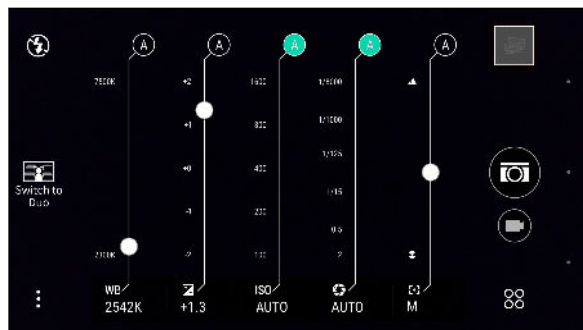 A A A A A
7500K +2 1600 1/8000
+1 800 1/1000
1/125
+0 400
Switch to
Duo
1/15
-1 200
0.5
2300K -2 100 2
WB ISO
2542K +1.3 AUTO AUTO M